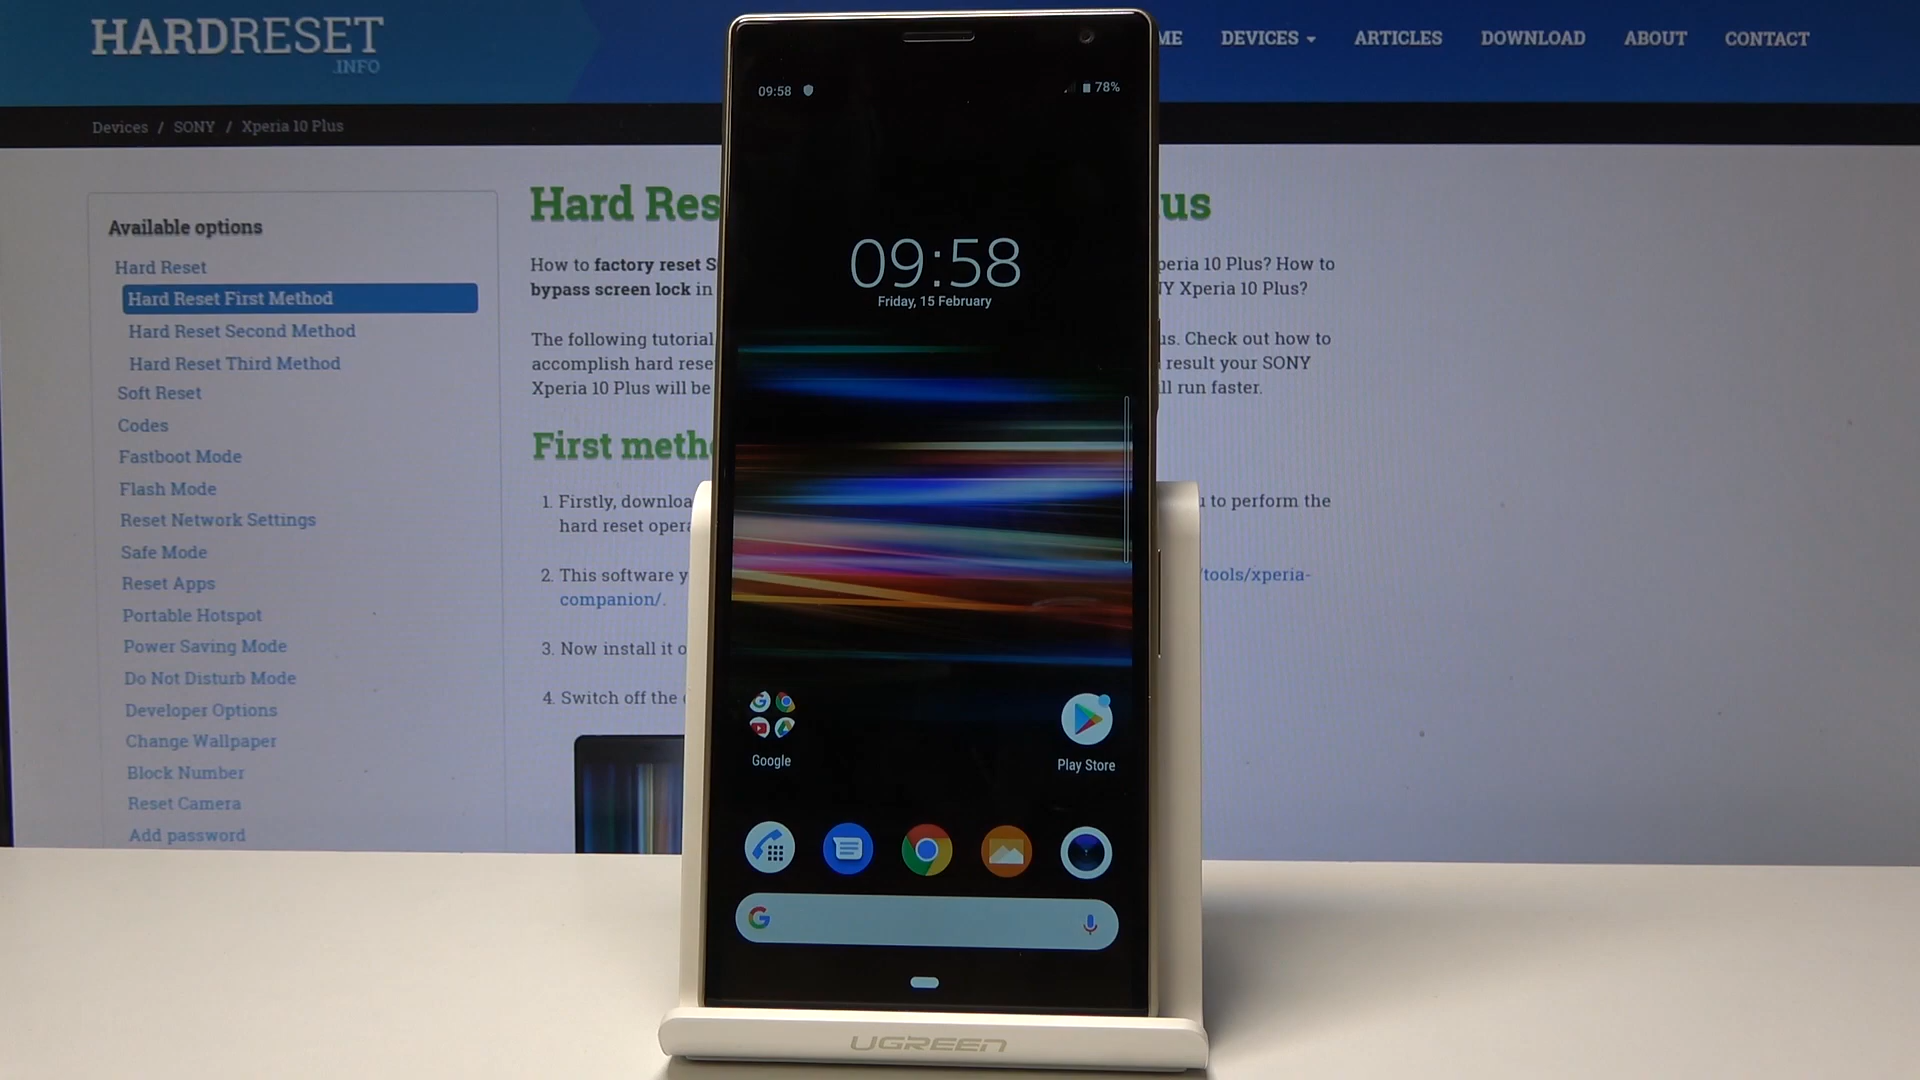 HARDRESET
.INFO
ME DEVICES ARTICLES DOWNLOAD ABOUT CONTACT
Devices / SONY / Xperia 10 Plus
Available options
Hard Reset
Hard Reset First Method
Hard Reset Second Method
Hard Reset Third Method
Soft Reset
Codes
Fastboot Mode
Flash Mode
Reset Network Settings
Safe Mode
Reset Apps
Portable Hotspot
Power Saving Mode
Do Not Disturb Mode
Developer Options
Change Wallpaper
Block Number
Reset Camera
Add password
Hard Res us
How to factory reset S peria 10 Plus? How to
bypass screen lock in Y Xperia 10 Plus?
The following tutorial us. Check out how to
accomplish hard rese result your SONY
Xperia 10 Plus will be ll run faster.
First meth
1. Firstly, downloa u to perform the
hard reset opera
2. This software y /tools/xperia-
companion/.
3. Now install it o
4. Switch off the
09:58 78%
09:58
Friday, 15 February
Google
Play Store
UGREEN